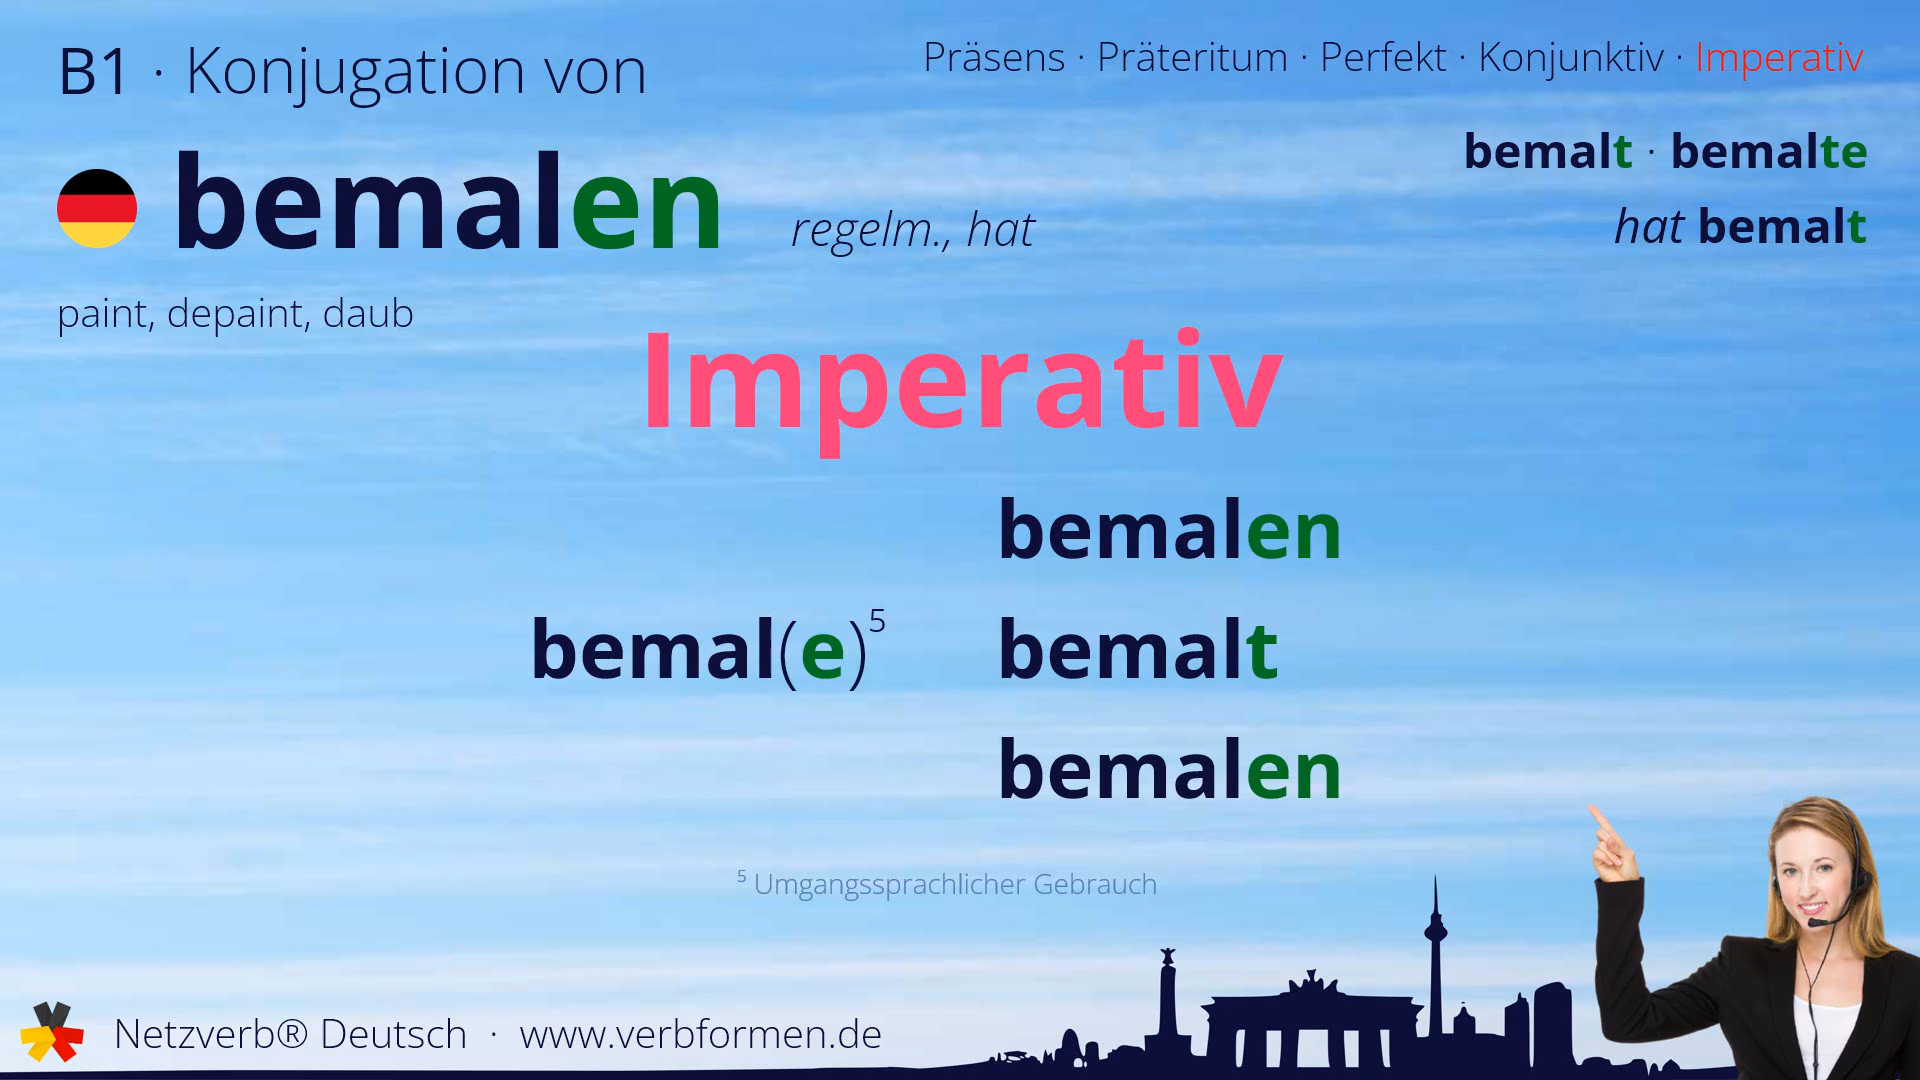 B1 · Konjugation von
Präsens · Präteritum · Perfekt · Konjunktiv · Imperativ
bemalen regelm., hat
bemalt · bemalte
hat bemalt
paint, depaint, daub
Imperativ
bemalen
bemal(e)⁵ bemalt
bemalen
⁵ Umgangssprachlicher Gebrauch
Netzverb® Deutsch · www.verbformen.de